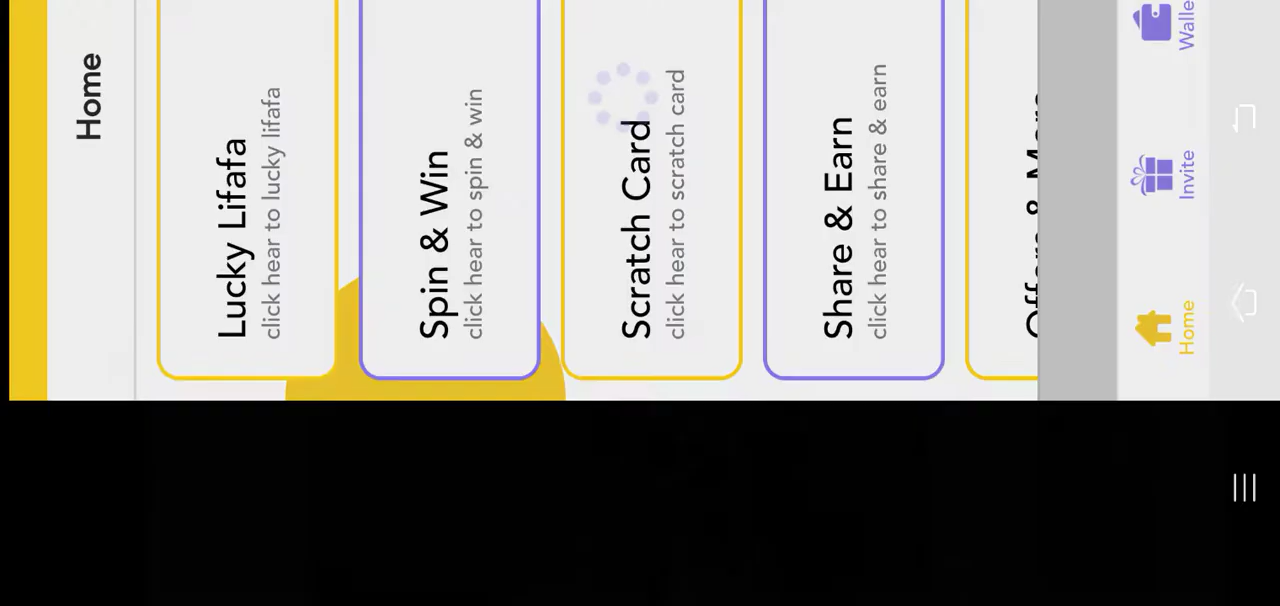 Home
Lucky Lifafa
click hear to lucky lifafa
Spin & Win
click hear to spin & win
Scratch Card
click hear to scratch card
Share & Earn
click hear to share & earn
Home
Invite